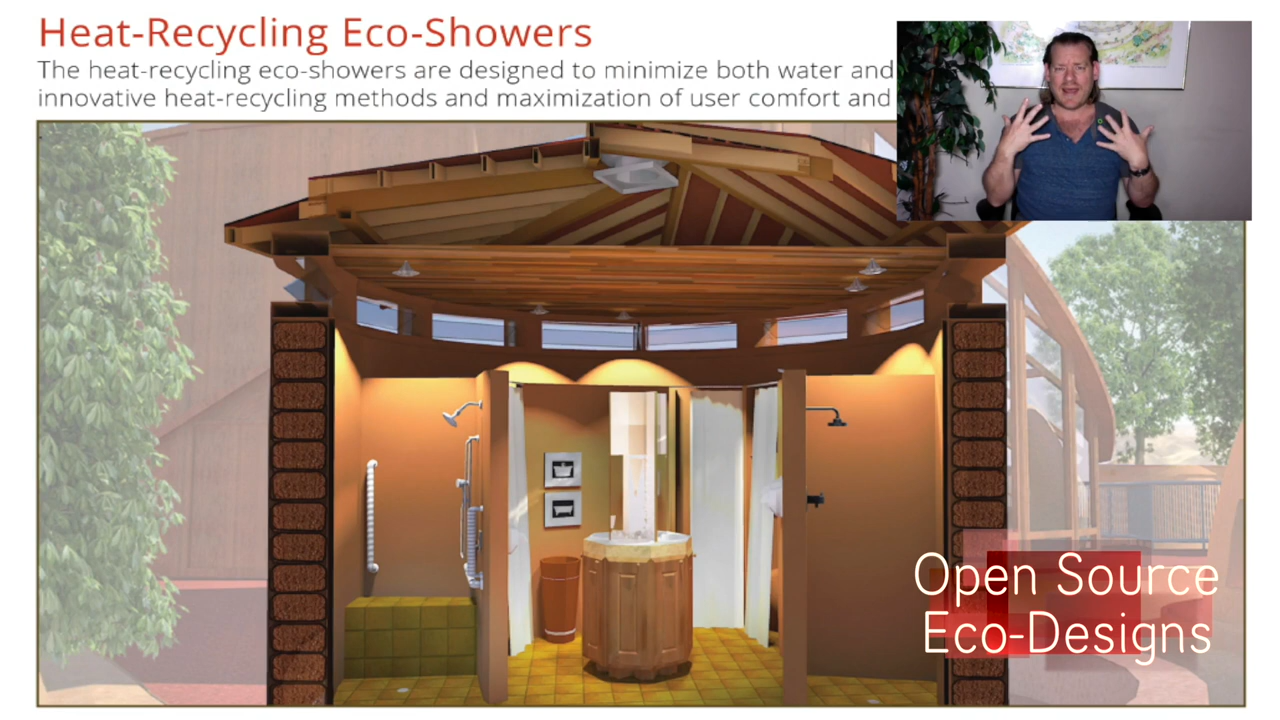 Heat-Recycling Eco-Showers
The heat-recycling eco-showers are designed to minimize both water and
innovative heat-recycling methods and maximization of user comfort and
Open Source
Eco-Designs